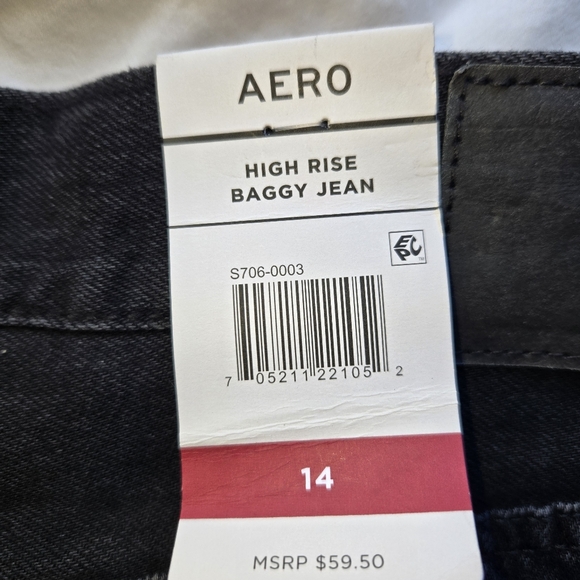 AERO
HIGH RISE
BAGGY JEAN
EPC
S706-0003
7 05211 22105 2
14
MSRP $59.50